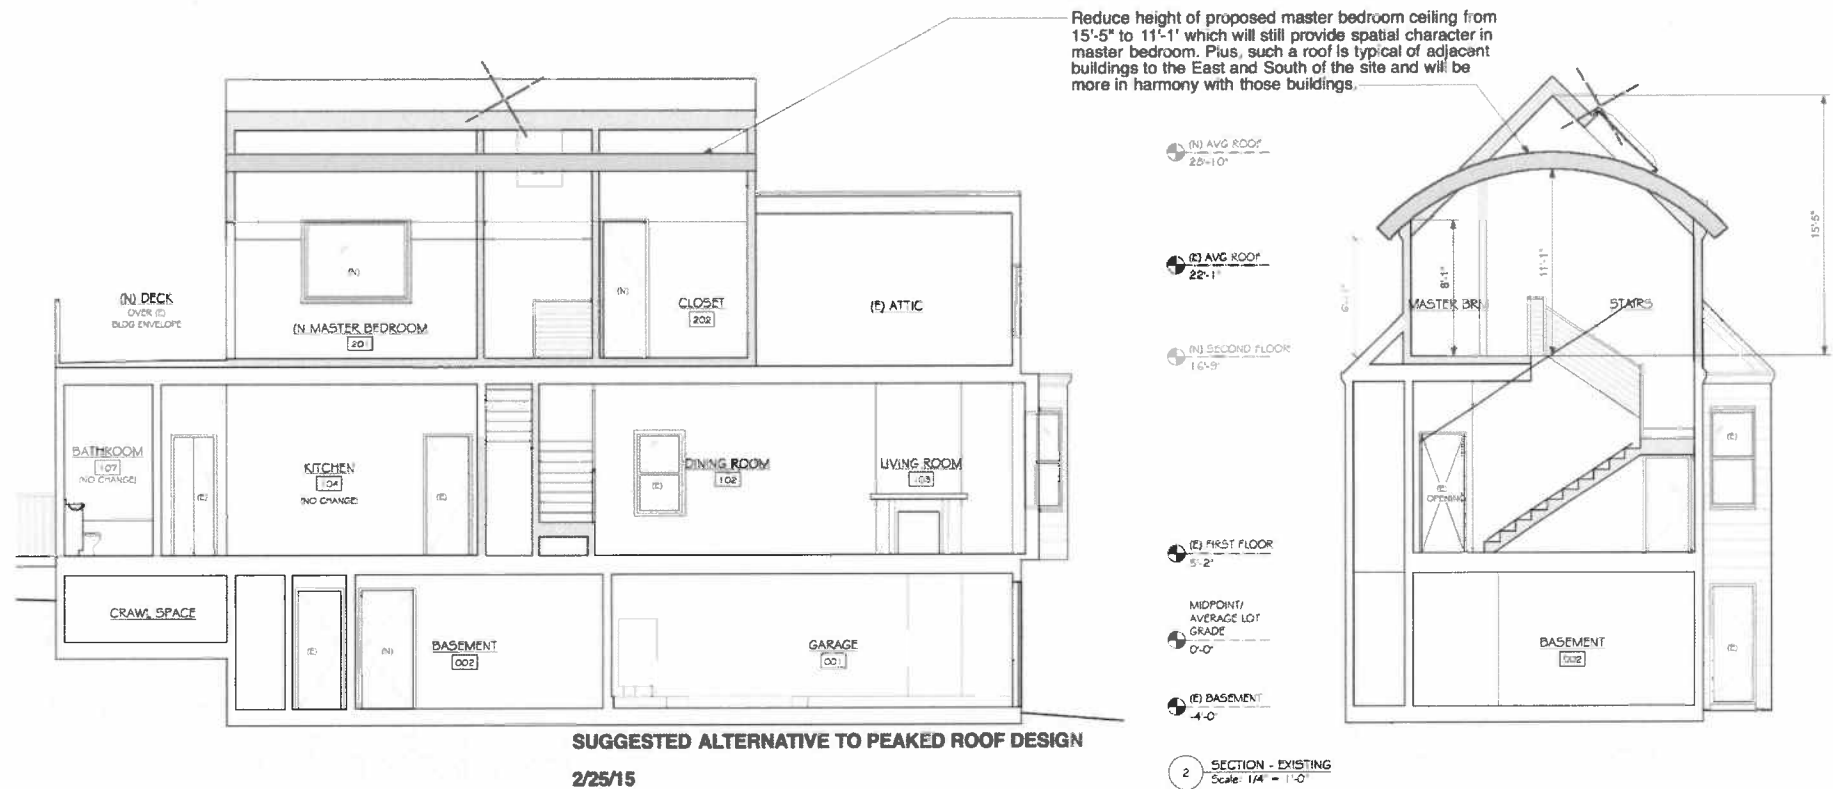 Reduce height of proposed master bedroom ceiling from
15'-5" to 11'-1' which will still provide spatial character in
master bedroom. Plus, such a roof is typical of adjacent
buildings to the East and South of the site and will be
more in harmony with those buildings.
(N) AVG ROOF
(E) AVG ROOF
22'-1"
(N) SECOND FLOOR
16'-9"
(E) FIRST FLOOR
5'-2"
MIDPOINT/
AVERAGE LOT
GRADE
0'-0"
(E) BASEMENT
-4'-0"
(N) DECK
OVER (E)
BLDG ENVELOPE
(N)
(N MASTER BEDROOM
201
(N)
CLOSET
202
(E) ATTIC
BATHROOM
107
(NO CHANGE)
(E)
KITCHEN
104
(NO CHANGE)
(E)
(E)
DINING ROOM
102
LIVING ROOM
103
CRAWL SPACE
(E)
(N)
BASEMENT
002
GARAGE
001
15'-5"
11'-1"
8'-1"
MASTER BRM
STAIRS
(E)
OPENING
(E)
BASEMENT
002
(E)
SUGGESTED ALTERNATIVE TO PEAKED ROOF DESIGN
2/25/15
2
SECTION - EXISTING
Scale: 1/4" = 1'-0"